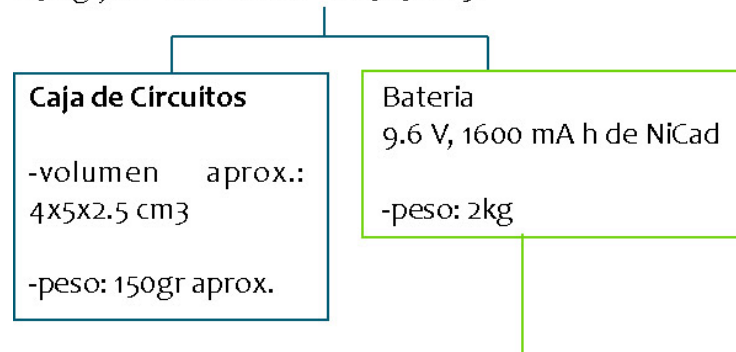 Caja de Circuitos
-volumen aprox.:
4x5x2.5 cm3
-peso: 150gr aprox.
Bateria
9.6 V, 1600 mA h de NiCad
-peso: 2kg